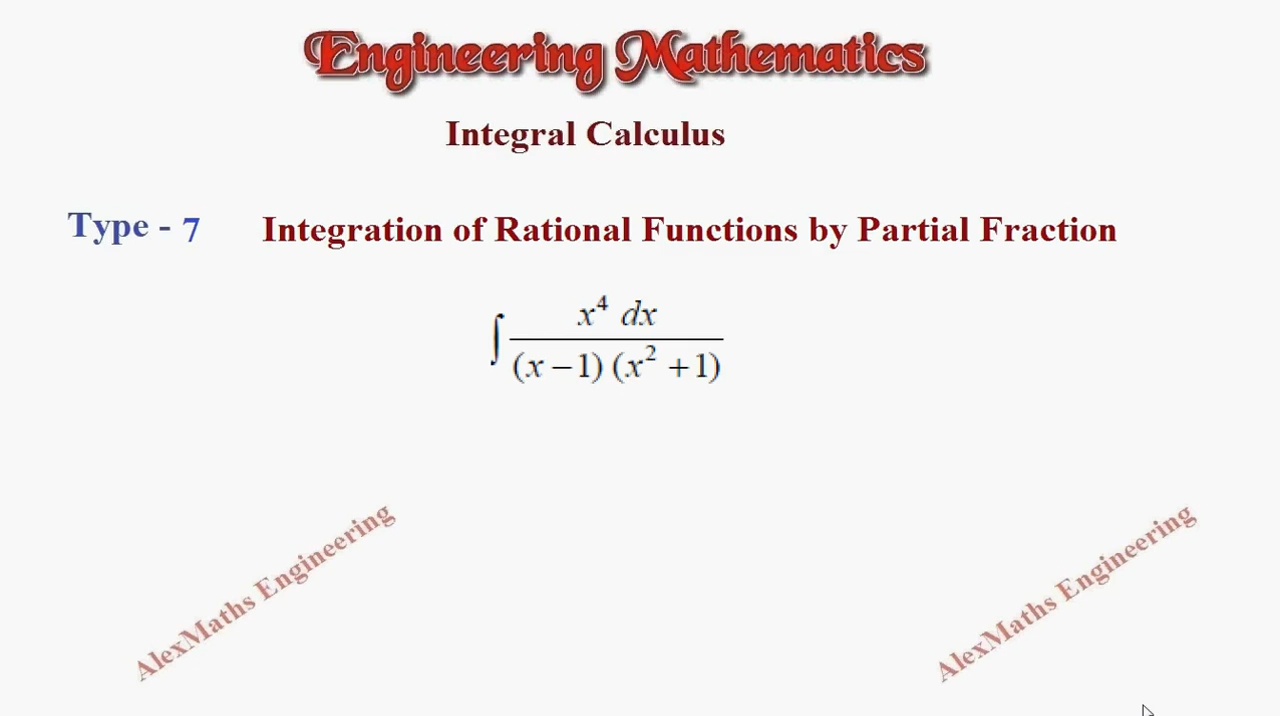 Engineering Mathematics
Integral Calculus
Type - 7 Integration of Rational Functions by Partial Fraction
∫ x⁴ dx / (x − 1) (x² + 1)
AlexMaths Engineering
AlexMaths Engineering